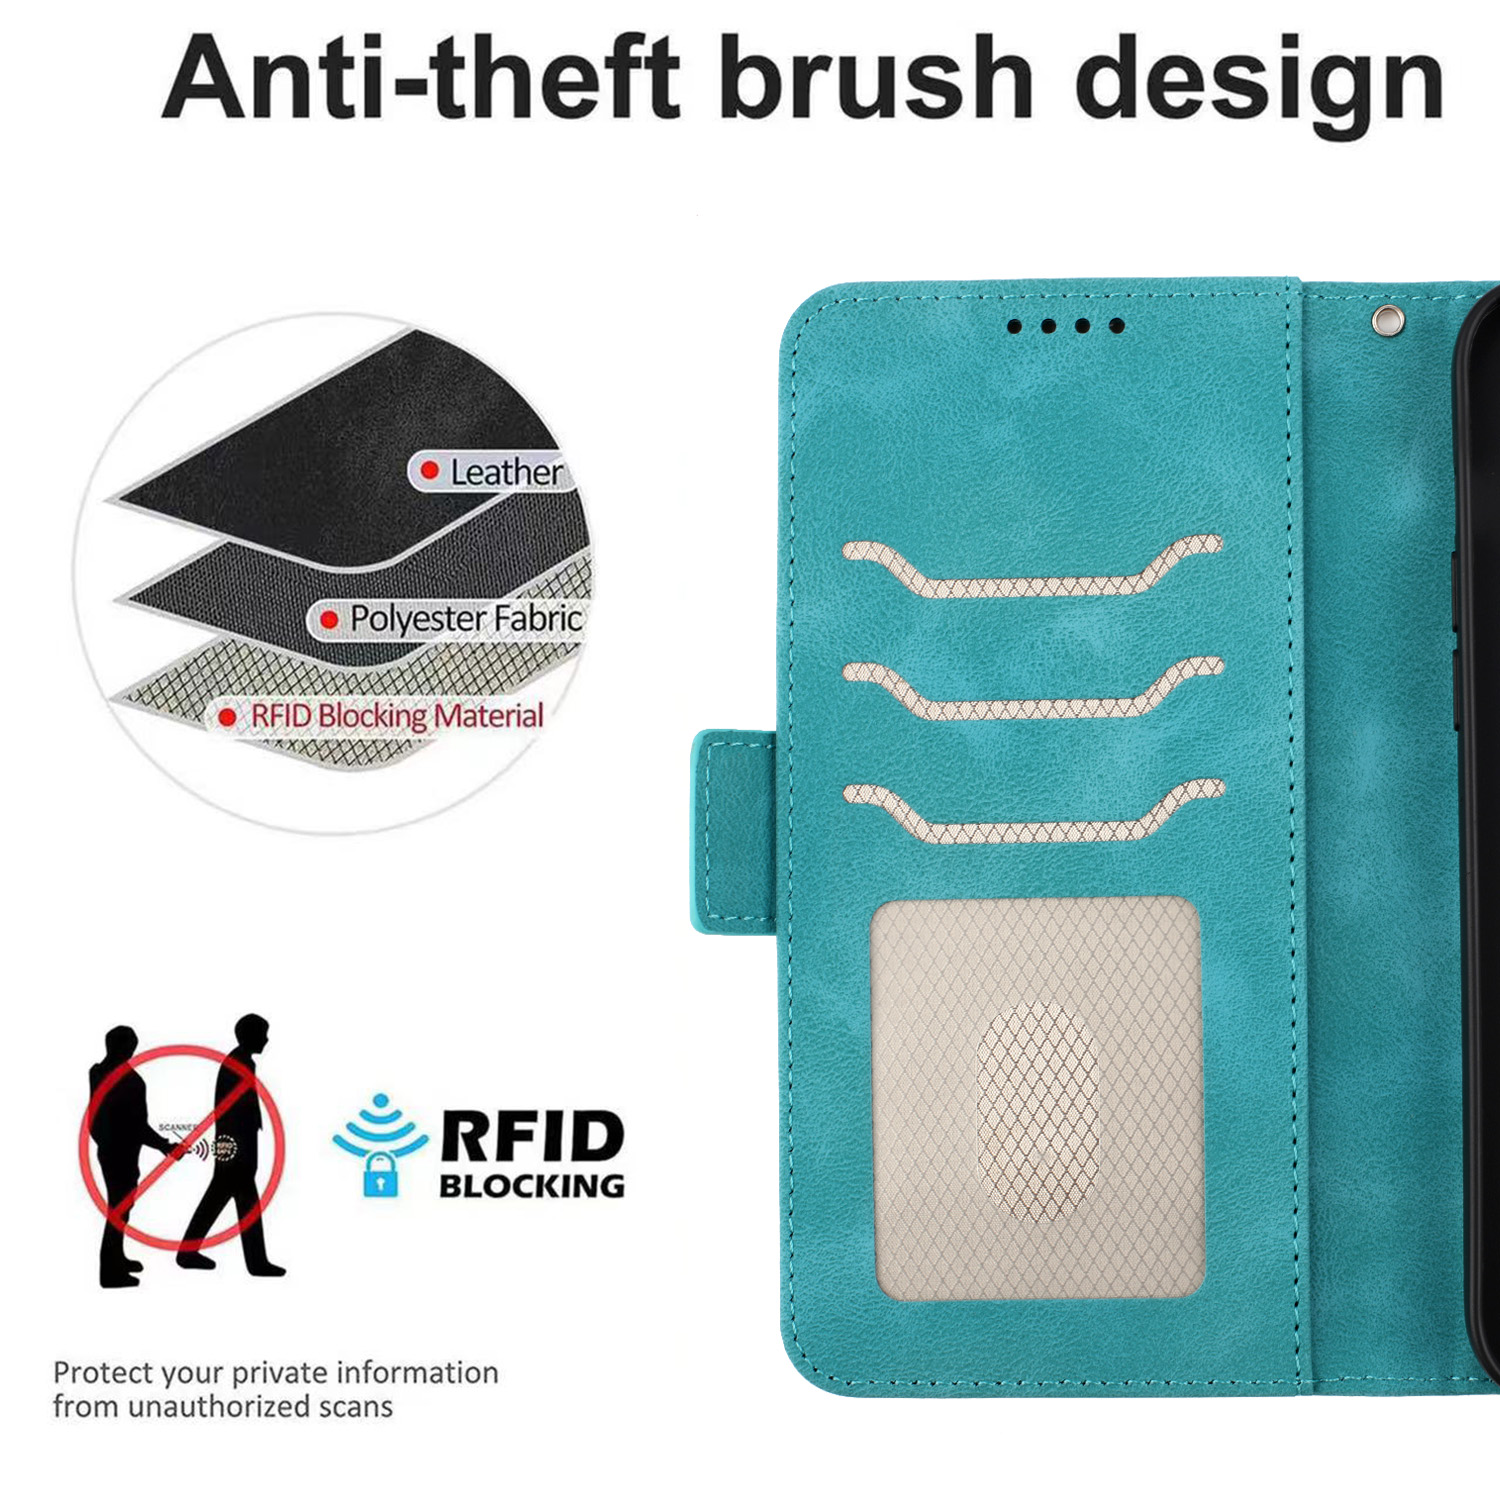 Anti-theft brush design
Leather
Polyester Fabric
RFID Blocking Material
SCANNER
RFID
BLOCKING
Protect your private information
from unauthorized scans